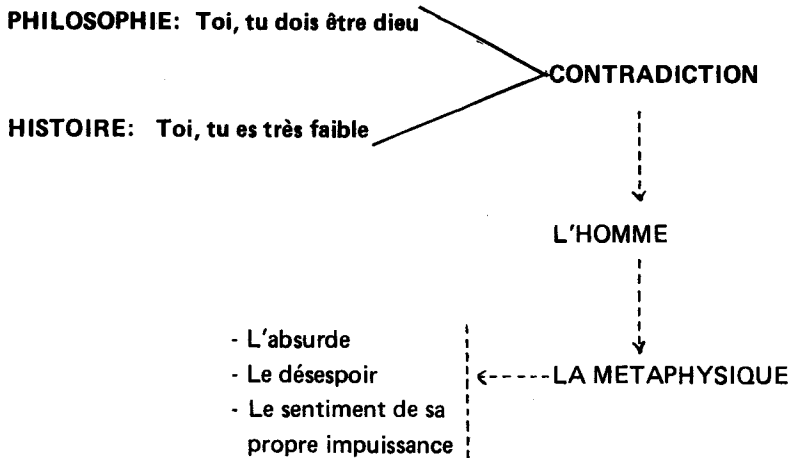 PHILOSOPHIE: Toi, tu dois être dieu
CONTRADICTION
HISTOIRE: Toi, tu es très faible
L'HOMME
- L'absurde
- Le désespoir
LA METAPHYSIQUE
- Le sentiment de sa
propre impuissance